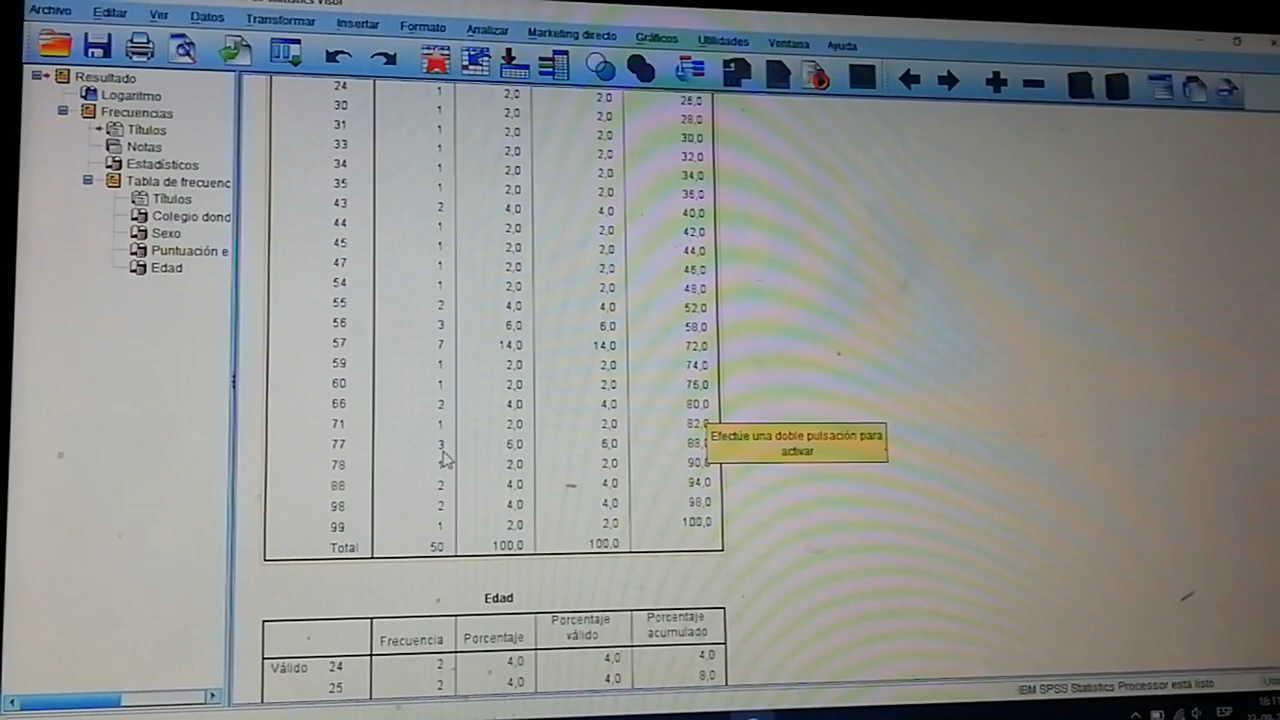 Archivo Editar Ver Datos Transformar Insertar Formato Analizar Marketing directo Gráficos Utilidades Ventana Ayuda
Resultado
Logaritmo
Frecuencias
Títulos
Notas
Estadísticos
Tabla de frecuenc
Títulos
Colegio dond
Sexo
Puntuación e
Edad
24 1 2,0 2,0 26,0
30 1 2,0 2,0 28,0
31 1 2,0 2,0 30,0
33 1 2,0 2,0 32,0
34 1 2,0 2,0 34,0
35 1 2,0 2,0 36,0
43 2 4,0 4,0 40,0
44 1 2,0 2,0 42,0
45 1 2,0 2,0 44,0
47 1 2,0 2,0 46,0
54 1 2,0 2,0 48,0
55 2 4,0 4,0 52,0
56 3 6,0 6,0 58,0
57 7 14,0 14,0 72,0
59 1 2,0 2,0 74,0
60 1 2,0 2,0 76,0
66 2 4,0 4,0 80,0
71 1 2,0 2,0 82,0
77 3 6,0 6,0 88,0
78 1 2,0 2,0 90,0
88 2 4,0 4,0 94,0
98 2 4,0 4,0 98,0
99 1 2,0 2,0 100,0
Total 50 100,0 100,0
Efectúe una doble pulsación para
activar
Edad
Frecuencia Porcentaje Porcentaje válido Porcentaje acumulado
Válido 24 2 4,0 4,0 4,0
25 2 4,0 4,0 8,0
IBM SPSS Statistics Processor está listo
ESP